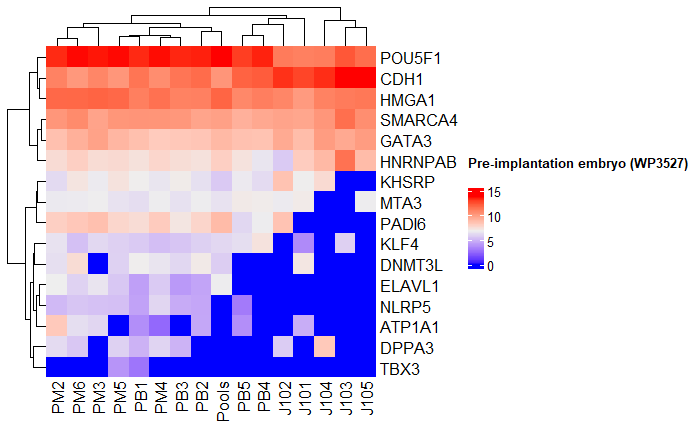 POU5F1
CDH1
HMGA1
SMARCA4
GATA3
HNRNPAB
KHSRP
MTA3
PADI6
KLF4
DNMT3L
ELAVL1
NLRP5
ATP1A1
DPPA3
TBX3
PM2 PM6 PM3 PM5 PB1 PM4 PB3 PB2 Pools PB5 PB4 J102 J101 J104 J103 J105
Pre-implantation embryo (WP3527)
15
10
5
0